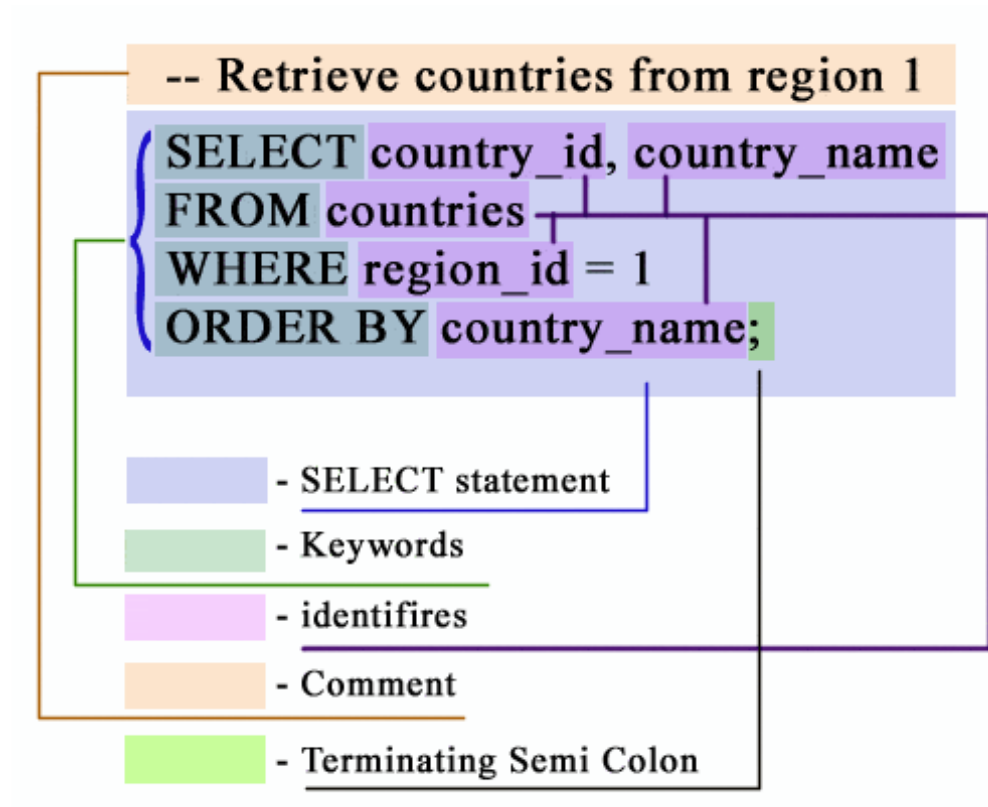 -- Retrieve countries from region 1
SELECT country_id, country_name
FROM countries
WHERE region_id = 1
ORDER BY country_name;
- SELECT statement
- Keywords
- identifires
- Comment
- Terminating Semi Colon